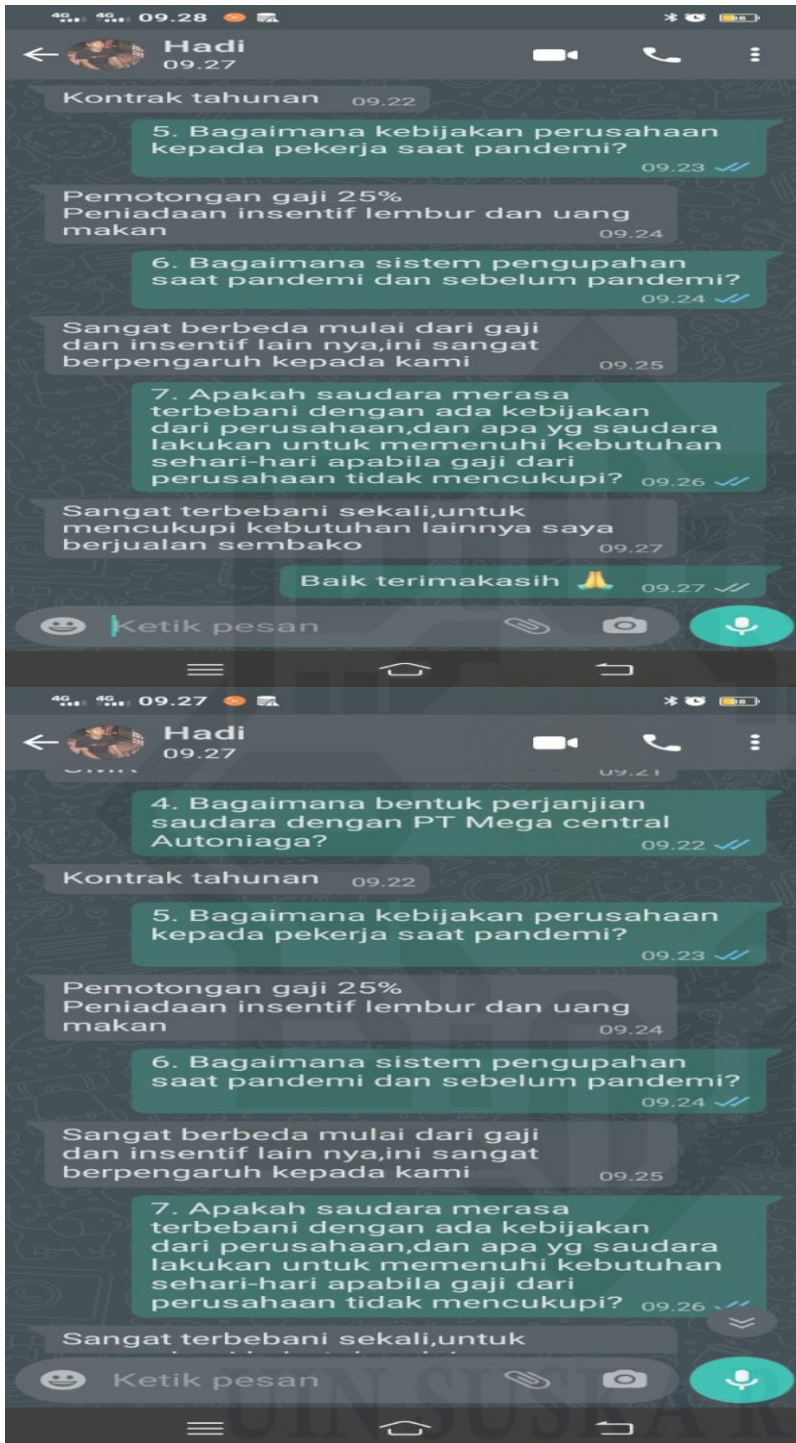 4G 4G 09.28
Hadi
09.27
Kontrak tahunan 09.22
5. Bagaimana kebijakan perusahaan
kepada pekerja saat pandemi?
09.23
Pemotongan gaji 25%
Peniadaan insentif lembur dan uang
makan 09.24
6. Bagaimana sistem pengupahan
saat pandemi dan sebelum pandemi?
09.24
Sangat berbeda mulai dari gaji
dan insentif lain nya,ini sangat
berpengaruh kepada kami 09.25
7. Apakah saudara merasa
terbebani dengan ada kebijakan
dari perusahaan,dan apa yg saudara
lakukan untuk memenuhi kebutuhan
sehari-hari apabila gaji dari
perusahaan tidak mencukupi? 09.26
Sangat terbebani sekali,untuk
mencukupi kebutuhan lainnya saya
berjualan sembako 09.27
Baik terimakasih 🙏 09.27
Ketik pesan
4G 4G 09.27
Hadi
09.27
09.21
4. Bagaimana bentuk perjanjian
saudara dengan PT Mega central
Autoniaga? 09.22
Kontrak tahunan 09.22
5. Bagaimana kebijakan perusahaan
kepada pekerja saat pandemi?
09.23
Pemotongan gaji 25%
Peniadaan insentif lembur dan uang
makan 09.24
6. Bagaimana sistem pengupahan
saat pandemi dan sebelum pandemi?
09.24
Sangat berbeda mulai dari gaji
dan insentif lain nya,ini sangat
berpengaruh kepada kami 09.25
7. Apakah saudara merasa
terbebani dengan ada kebijakan
dari perusahaan,dan apa yg saudara
lakukan untuk memenuhi kebutuhan
sehari-hari apabila gaji dari
perusahaan tidak mencukupi? 09.26
Sangat terbebani sekali,untuk
Ketik pesan
UIN SUSKA R